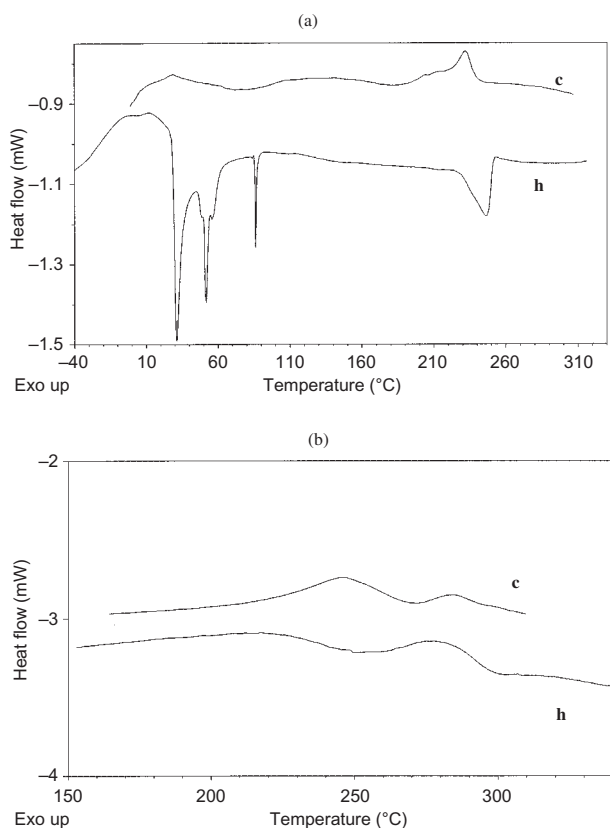 (a)
c
−0.9
Heat flow (mW)
−1.1
h
−1.3
−1.5
−40 10 60 110 160 210 260 310
Exo up Temperature (°C)
(b)
−2
Heat flow (mW)
c
−3
h
−4
150 200 250 300
Exo up Temperature (°C)